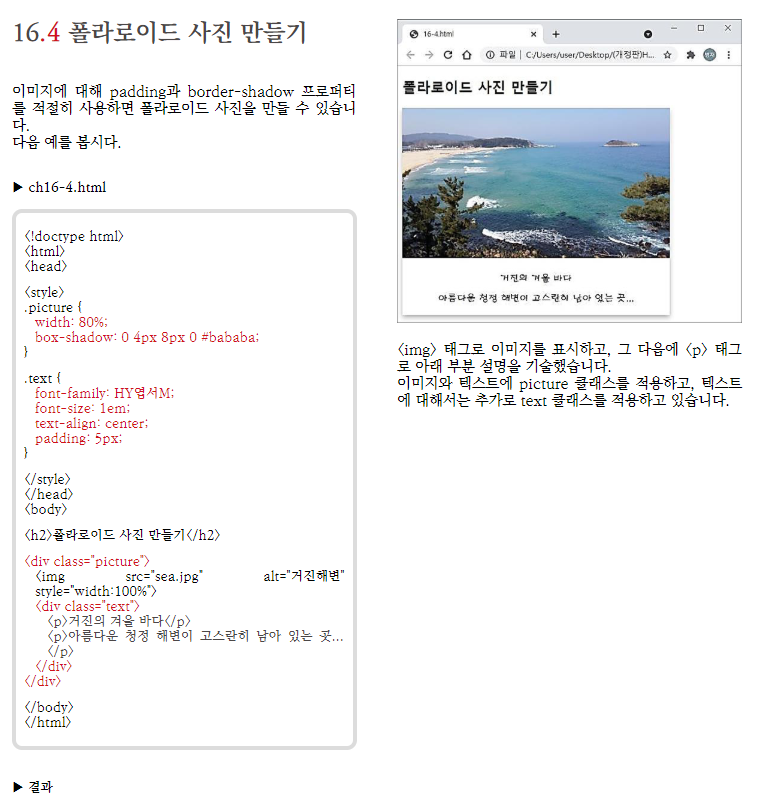 16.4 폴라로이드 사진 만들기
이미지에 대해 padding과 border-shadow 프로퍼티
를 적절히 사용하면 폴라로이드 사진을 만들 수 있습니
다.
다음 예를 봅시다.
▶ ch16-4.html
<!doctype html>
<html>
<head>
<style>
.picture {
width: 80%;
box-shadow: 0 4px 8px 0 #bababa;
}
.text {
font-family: HY엽서M;
font-size: 1em;
text-align: center;
padding: 5px;
}
</style>
</head>
<body>
<h2>폴라로이드 사진 만들기</h2>
<div class="picture">
<img src="sea.jpg" alt="거진해변"
style="width:100%">
<div class="text">
<p>거진의 겨울 바다</p>
<p>아름다운 청정 해변이 고스란히 남아 있는 곳...
</p>
</div>
</div>
</body>
</html>
▶ 결과
16-4.html
파일 | C:/Users/user/Desktop/(개정판)H...
폴라로이드 사진 만들기
거진의 겨울 바다
아름다운 청정 해변이 고스란히 남아 있는 곳...
<img> 태그로 이미지를 표시하고, 그 다음에 <p> 태그
로 아래 부분 설명을 기술했습니다.
이미지와 텍스트에 picture 클래스를 적용하고, 텍스트
에 대해서는 추가로 text 클래스를 적용하고 있습니다.